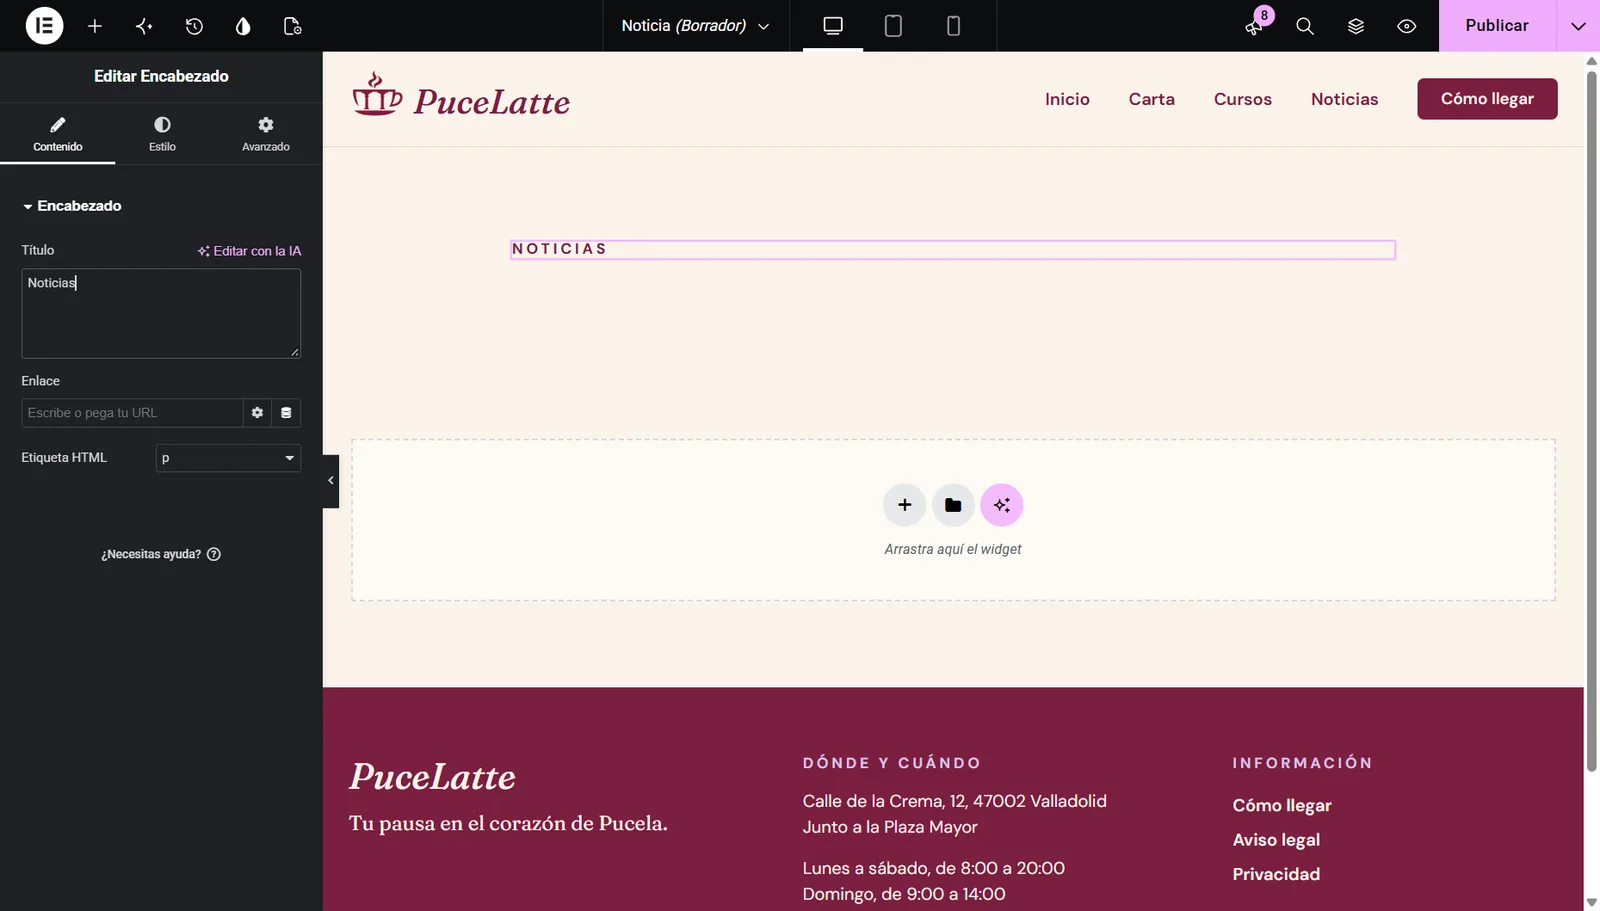 Noticia (Borrador)
8
Publicar
Editar Encabezado
Contenido
Estilo
Avanzado
Encabezado
Título
Editar con la IA
Noticias
Enlace
Escribe o pega tu URL
Etiqueta HTML
p
¿Necesitas ayuda?
PuceLatte
Inicio
Carta
Cursos
Noticias
Cómo llegar
NOTICIAS
Arrastra aquí el widget
PuceLatte
Tu pausa en el corazón de Pucela.
DÓNDE Y CUÁNDO
Calle de la Crema, 12, 47002 Valladolid
Junto a la Plaza Mayor
Lunes a sábado, de 8:00 a 20:00
Domingo, de 9:00 a 14:00
INFORMACIÓN
Cómo llegar
Aviso legal
Privacidad